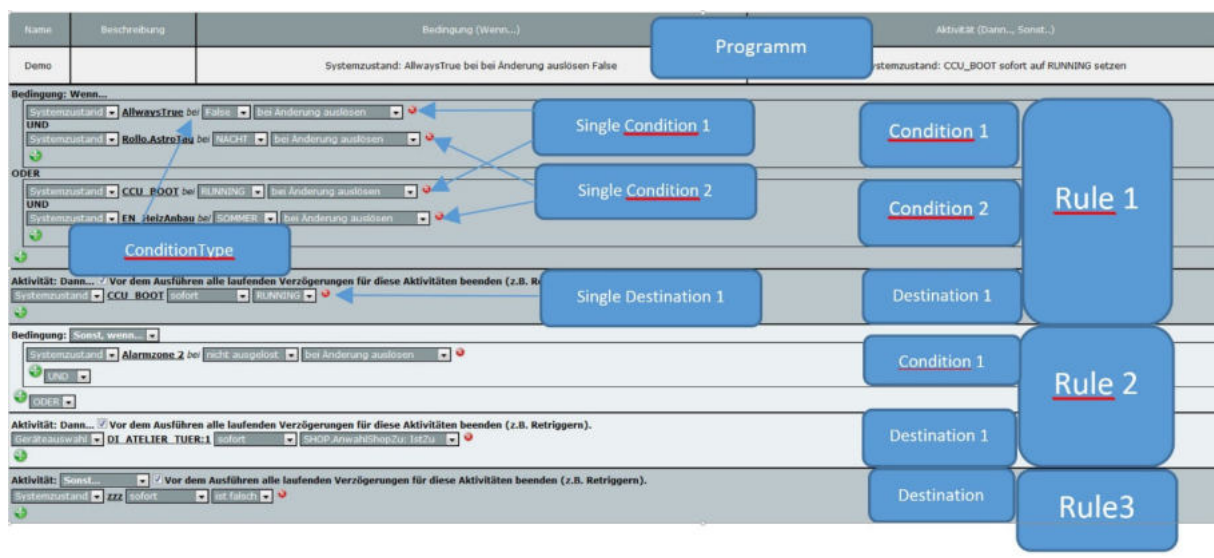 Name Beschreibung Bedingung (Wenn...) Aktivität (Dann.., Sonst..)
Programm
Demo Systemzustand: AllwaysTrue bei bei Änderung auslösen False ystemzustand: CCU_BOOT sofort auf RUNNING setzen
Bedingung: Wenn...
Systemzustand AllwaysTrue bei False bei Änderung auslösen
UND
Systemzustand Rollo.AstroTag bei NACHT bei Änderung auslösen
Single Condition 1
Condition 1
ODER
Systemzustand CCU_BOOT bei RUNNING bei Änderung auslösen
UND
Systemzustand EN_HeizAnbau bei SOMMER bei Änderung auslösen
Single Condition 2
Condition 2
Rule 1
ConditionType
Aktivität: Dann... Vor dem Ausführen alle laufenden Verzögerungen für diese Aktivitäten beenden (z.B. R
Systemzustand CCU_BOOT sofort RUNNING
Single Destination 1
Destination 1
Bedingung: Sonst, wenn...
Systemzustand Alarmzone 2 bei nicht ausgelöst bei Änderung auslösen
UND
ODER
Condition 1
Rule 2
Aktivität: Dann... Vor dem Ausführen alle laufenden Verzögerungen für diese Aktivitäten beenden (z.B. Retriggern).
Geräteauswahl DI_ATELIER_TUER:1 sofort SHOP.AnwahlShopZu: IstZu
Destination 1
Aktivität: Sonst... Vor dem Ausführen alle laufenden Verzögerungen für diese Aktivitäten beenden (z.B. Retriggern).
Systemzustand zzz sofort ist falsch
Destination
Rule3